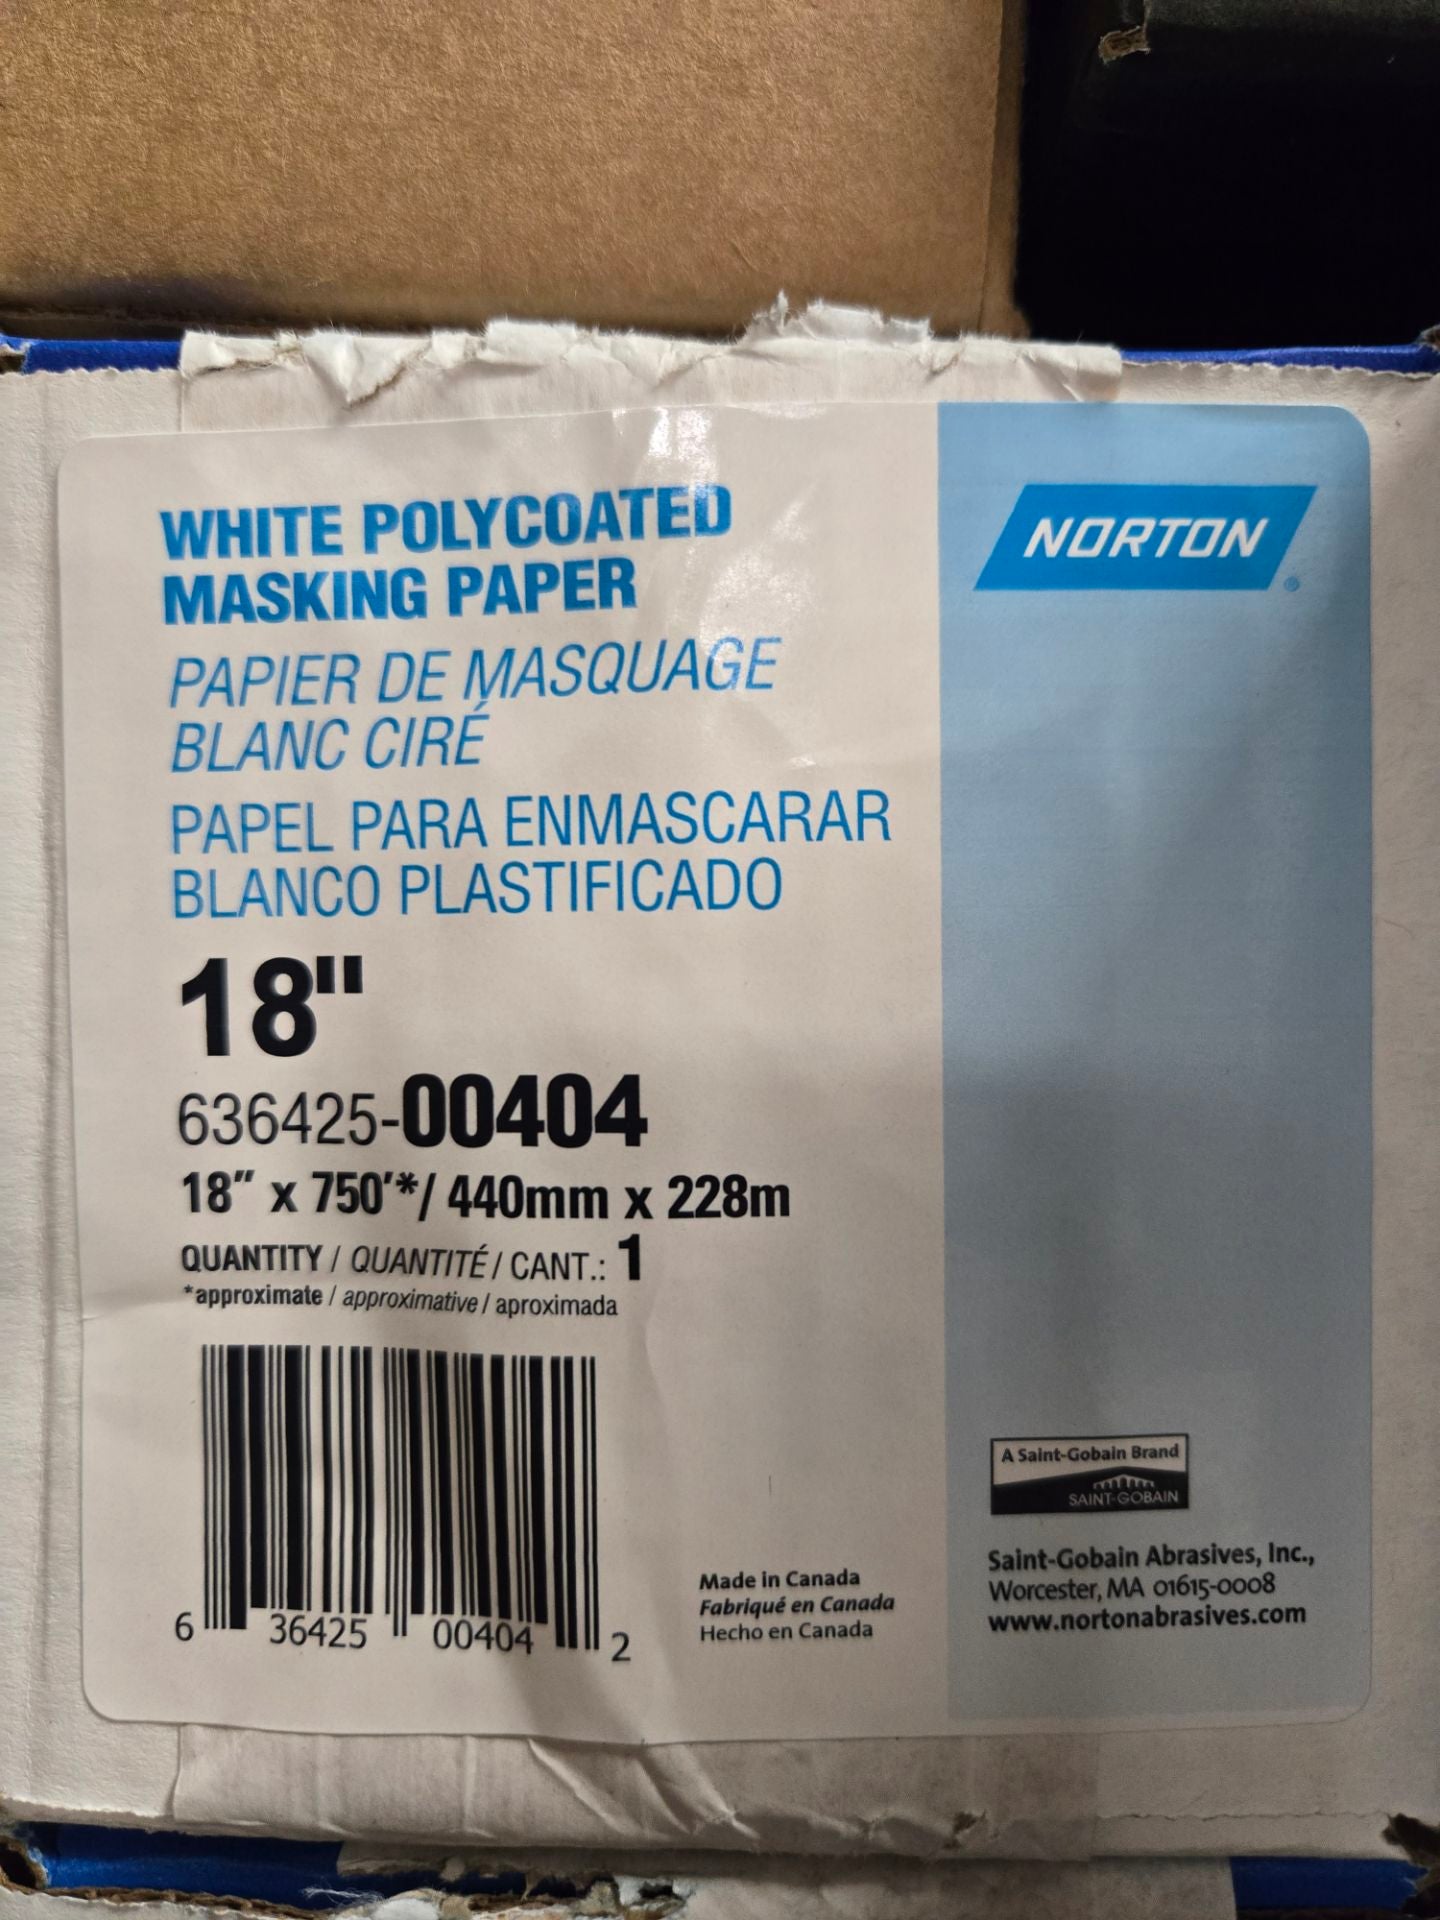 WHITE POLYCOATED
MASKING PAPER
PAPIER DE MASQUAGE
BLANC CIRÉ
PAPEL PARA ENMASCARAR
BLANCO PLASTIFICADO
18"
636425-00404
18" x 750'*/ 440mm x 228m
QUANTITY / QUANTITÉ / CANT.: 1
*approximate / approximative / aproximada
6 36425 00404 2
Made in Canada
Fabriqué en Canada
Hecho en Canada
NORTON®
A Saint-Gobain Brand
SAINT-GOBAIN
Saint-Gobain Abrasives, Inc.,
Worcester, MA 01615-0008
www.nortonabrasives.com